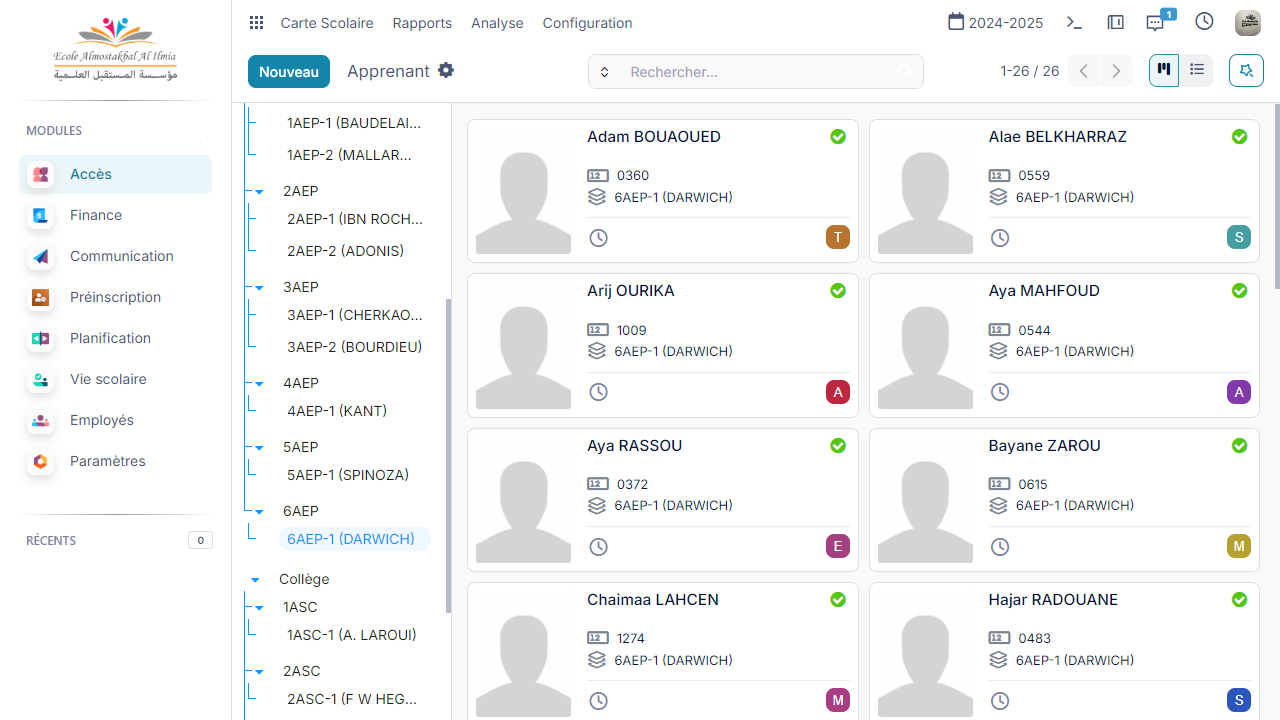 Ecole Almostakbal Al Ilmia
مؤسسة المستقبل العلمية
MODULES
Accès
Finance
Communication
Préinscription
Planification
Vie scolaire
Employés
Paramètres
RÉCENTS 0
Carte Scolaire Rapports Analyse Configuration
2024-2025
1
Nouveau Apprenant
Rechercher...
1-26 / 26
1AEP-1 (BAUDELAI...
1AEP-2 (MALLAR...
2AEP
2AEP-1 (IBN ROCH...
2AEP-2 (ADONIS)
3AEP
3AEP-1 (CHERKAO...
3AEP-2 (BOURDIEU)
4AEP
4AEP-1 (KANT)
5AEP
5AEP-1 (SPINOZA)
6AEP
6AEP-1 (DARWICH)
Collège
1ASC
1ASC-1 (A. LAROUI)
2ASC
2ASC-1 (F W HEG...
Adam BOUAOUED
12 0360
6AEP-1 (DARWICH)
T
Alae BELKHARRAZ
12 0559
6AEP-1 (DARWICH)
S
Arij OURIKA
12 1009
6AEP-1 (DARWICH)
A
Aya MAHFOUD
12 0544
6AEP-1 (DARWICH)
A
Aya RASSOU
12 0372
6AEP-1 (DARWICH)
E
Bayane ZAROU
12 0615
6AEP-1 (DARWICH)
M
Chaimaa LAHCEN
12 1274
6AEP-1 (DARWICH)
M
Hajar RADOUANE
12 0483
6AEP-1 (DARWICH)
S